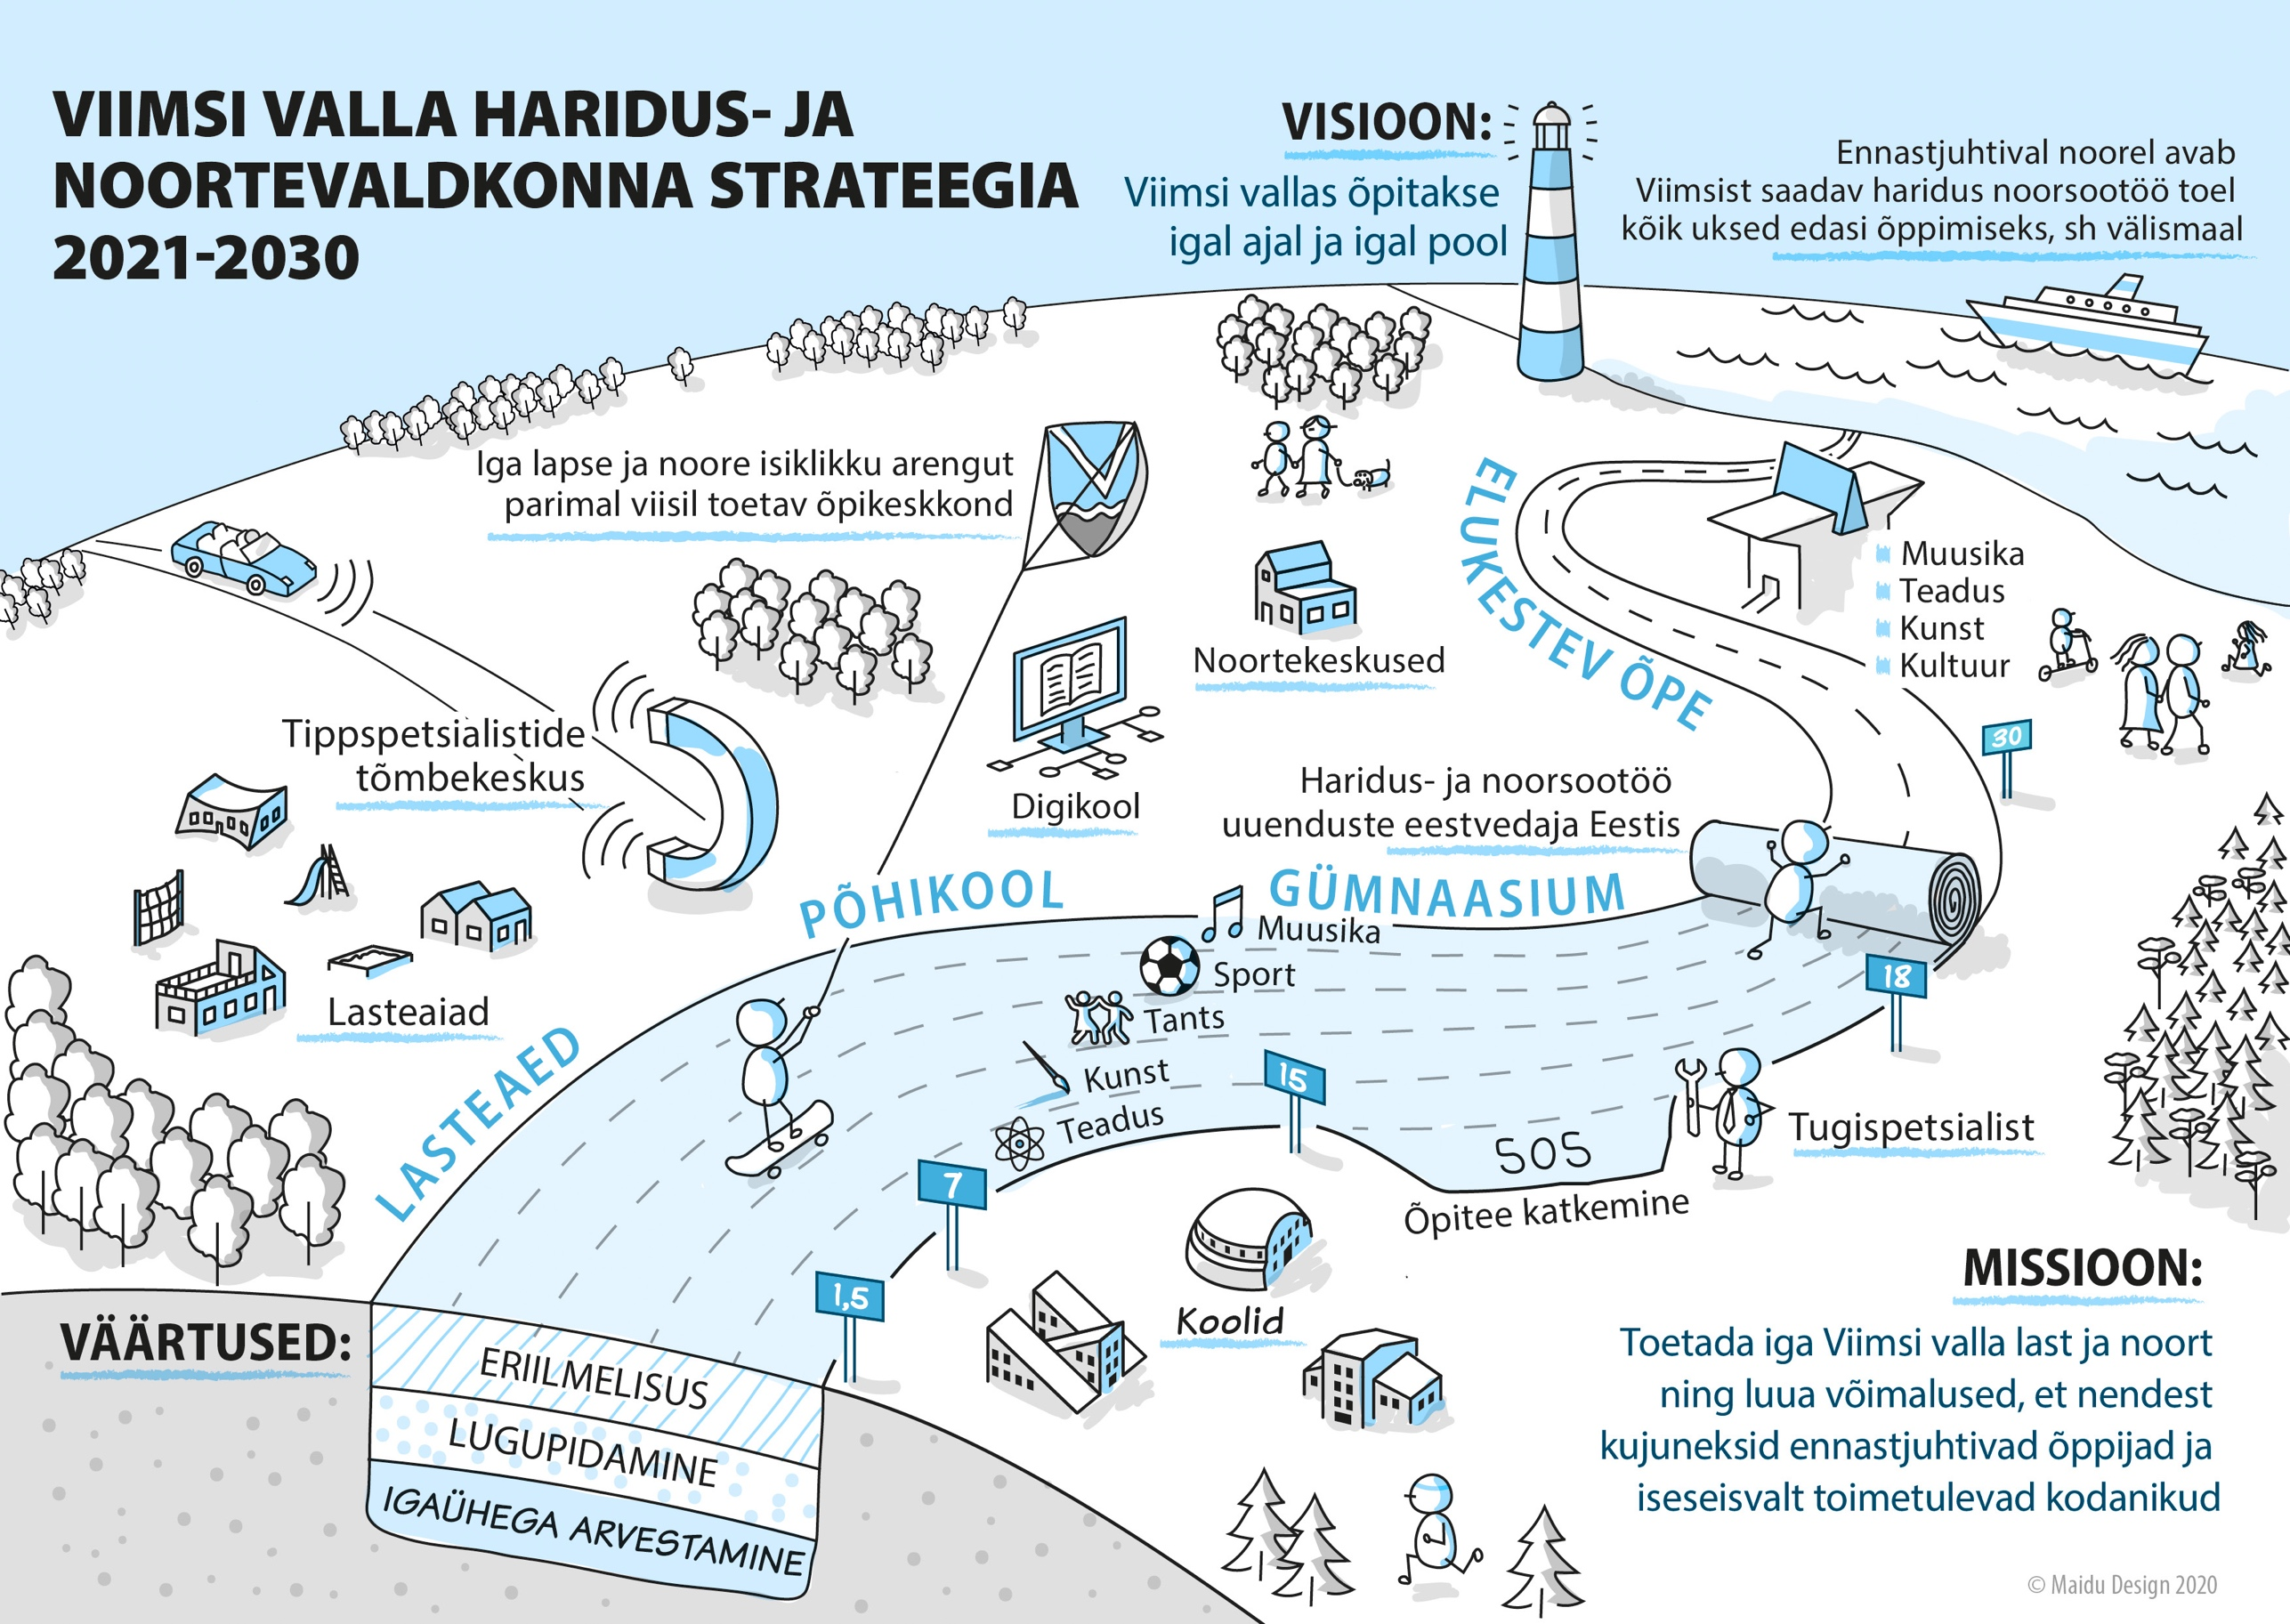 VIIMSI VALLA HARIDUS- JA
NOORTEVALDKONNA STRATEEGIA
2021-2030
VISIOON:
Viimsi vallas õpitakse
igal ajal ja igal pool
Ennastjuhtival noorel avab
Viimsist saadav haridus noorsootöö toel
kõik uksed edasi õppimiseks, sh välismaal
Iga lapse ja noore isiklikku arengut
parimal viisil toetav õpikeskkond
ELUKESTEV ÕPE
Muusika
Teadus
Kunst
Kultuur
Noortekeskused
Tippspetsialistide
tõmbekeskus
Digikool
30
Haridus- ja noorsootöö
uuenduste eestvedaja Eestis
PÕHIKOOL
GÜMNAASIUM
Muusika
Sport
Tants
Kunst
Teadus
18
Lasteaiad
LASTEAED
15
7
1,5
SOS
Õpitee katkemine
Tugispetsialist
Koolid
VÄÄRTUSED:
ERIILMELISUS
LUGUPIDAMINE
IGAÜHEGA ARVESTAMINE
MISSIOON:
Toetada iga Viimsi valla last ja noort
ning luua võimalused, et nendest
kujuneksid ennastjuhtivad õppijad ja
iseseisvalt toimetulevad kodanikud
© Maidu Design 2020